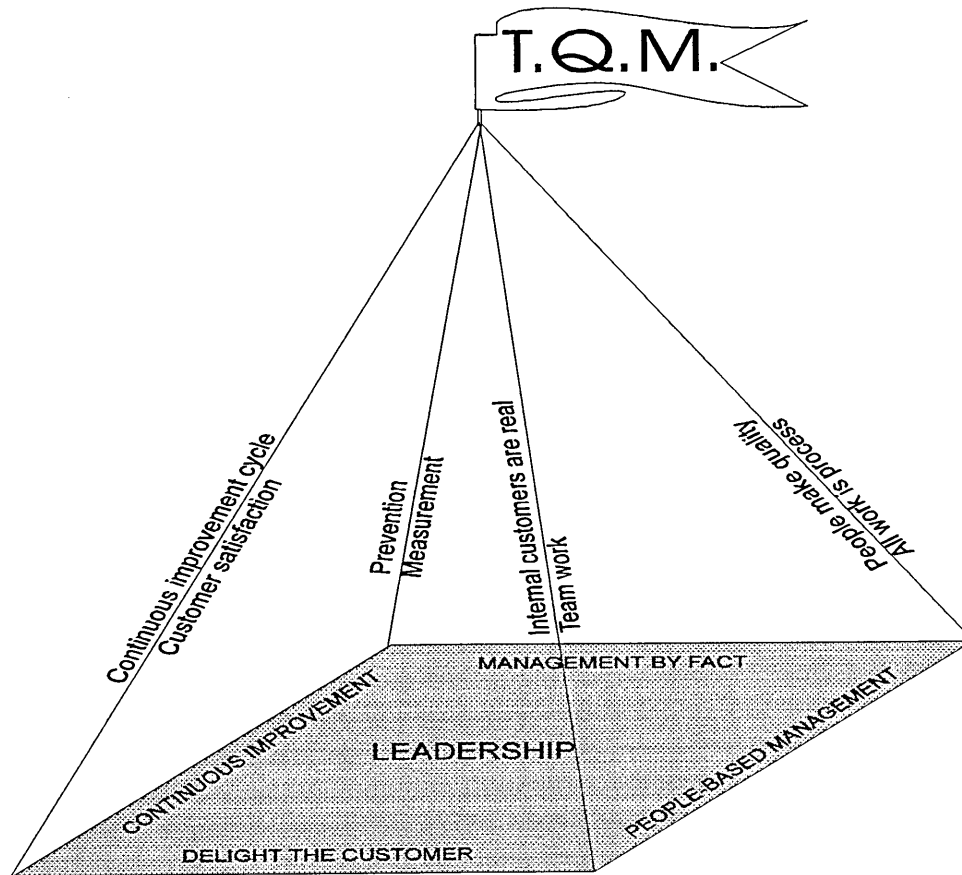 T.Q.M.
Continuous improvement cycle
Customer satisfaction
Prevention
Measurement
Internal customers are real
Team work
People make quality
All work is process
MANAGEMENT BY FACT
CONTINUOUS IMPROVEMENT
LEADERSHIP
PEOPLE-BASED MANAGEMENT
DELIGHT THE CUSTOMER